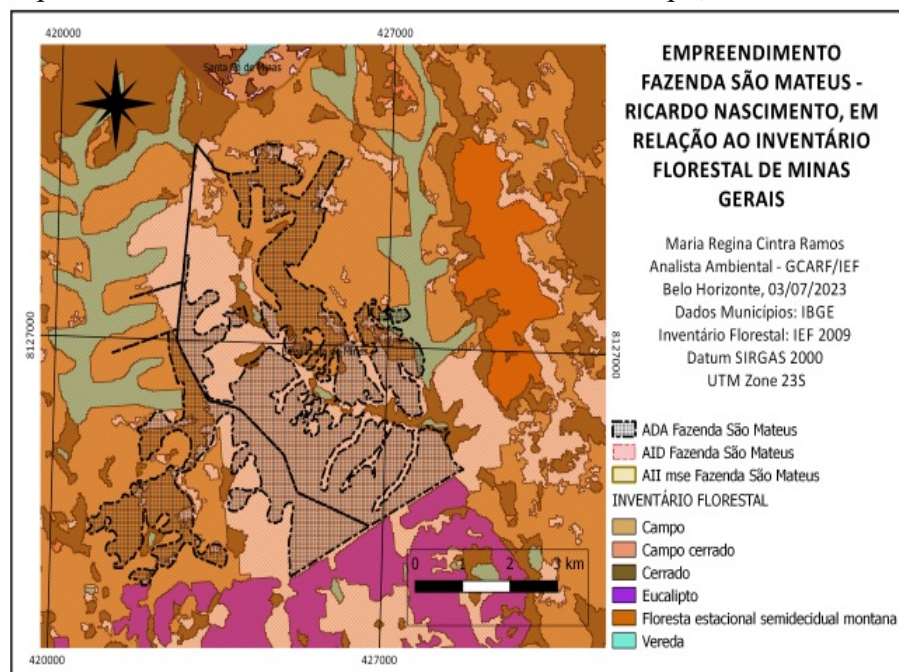 420000
427000
Santa Fé de Minas
8127000
8127000
0 1 2 3 km
420000
427000
EMPREENDIMENTO
FAZENDA SÃO MATEUS -
RICARDO NASCIMENTO, EM
RELAÇÃO AO INVENTÁRIO
FLORESTAL DE MINAS
GERAIS
Maria Regina Cintra Ramos
Analista Ambiental - GCARF/IEF
Belo Horizonte, 03/07/2023
Dados Municípios: IBGE
Inventário Florestal: IEF 2009
Datum SIRGAS 2000
UTM Zone 23S
ADA Fazenda São Mateus
AID Fazenda São Mateus
AII mse Fazenda São Mateus
INVENTÁRIO FLORESTAL
Campo
Campo cerrado
Cerrado
Eucalipto
Floresta estacional semidecidual montana
Vereda